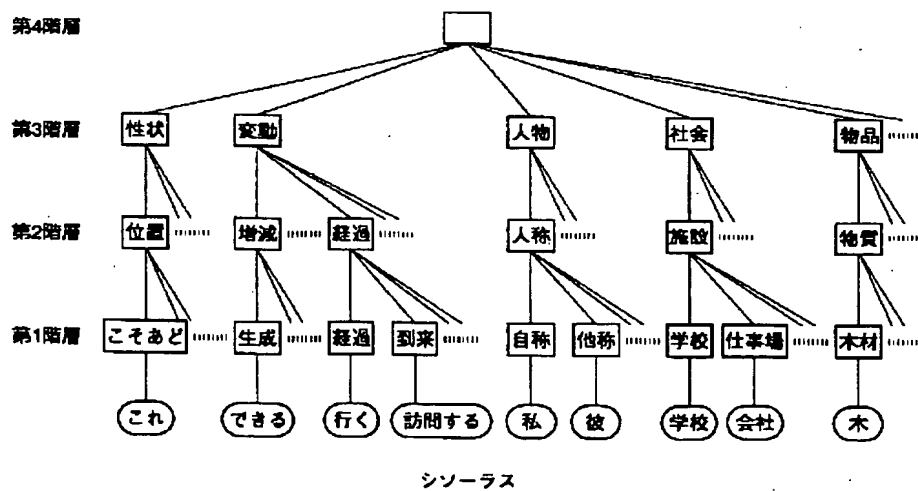 第4階層
第3階層 性状 変動 人物 社会 物品
第2階層 位置 増減 経過 人称 施設 物質
第1階層 こそあど 生成 経過 到来 自称 他称 学校 仕事場 木材
これ できる 行く 訪問する 私 彼 学校 会社 木
シソーラス